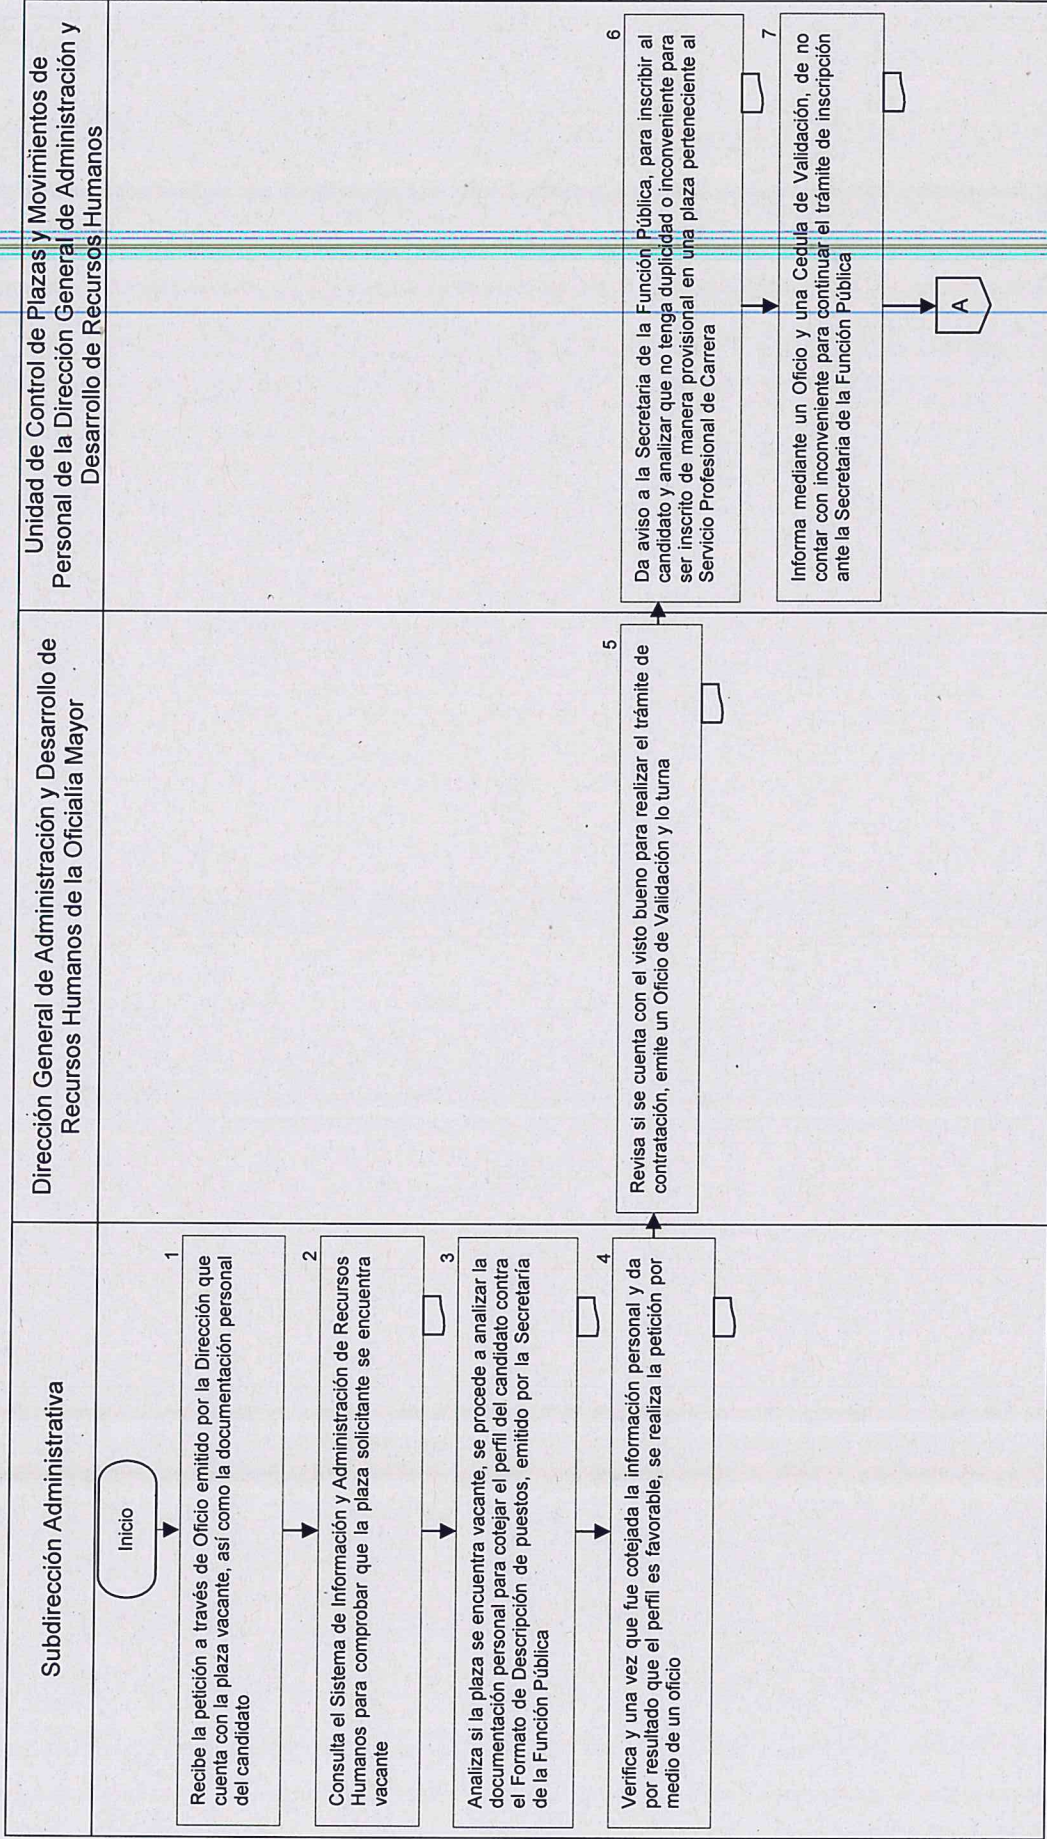 Subdirección Administrativa
Dirección General de Administración y Desarrollo de
Recursos Humanos de la Oficialía Mayor
Unidad de Control de Plazas y Movimientos de
Personal de la Dirección General de Administración y
Desarrollo de Recursos Humanos
Inicio
1
Recibe la petición a través de Oficio emitido por la Dirección que
cuenta con la plaza vacante, así como la documentación personal
del candidato
2
Consulta el Sistema de Información y Administración de Recursos
Humanos para comprobar que la plaza solicitante se encuentra
vacante
3
Analiza si la plaza se encuentra vacante, se procede a analizar la
documentación personal para cotejar el perfil del candidato contra
el Formato de Descripción de puestos, emitido por la Secretaría
de la Función Pública
4
Verifica y una vez que fue cotejada la información personal y da
por resultado que el perfil es favorable, se realiza la petición por
medio de un oficio
5
Revisa si se cuenta con el visto bueno para realizar el trámite de
contratación, emite un Oficio de Validación y lo turna
6
Da aviso a la Secretaria de la Función Pública, para inscribir al
candidato y analizar que no tenga duplicidad o inconveniente para
ser inscrito de manera provisional en una plaza perteneciente al
Servicio Profesional de Carrera
7
Informa mediante un Oficio y una Cedula de Validación, de no
contar con inconveniente para continuar el trámite de inscripción
ante la Secretaria de la Función Pública
A